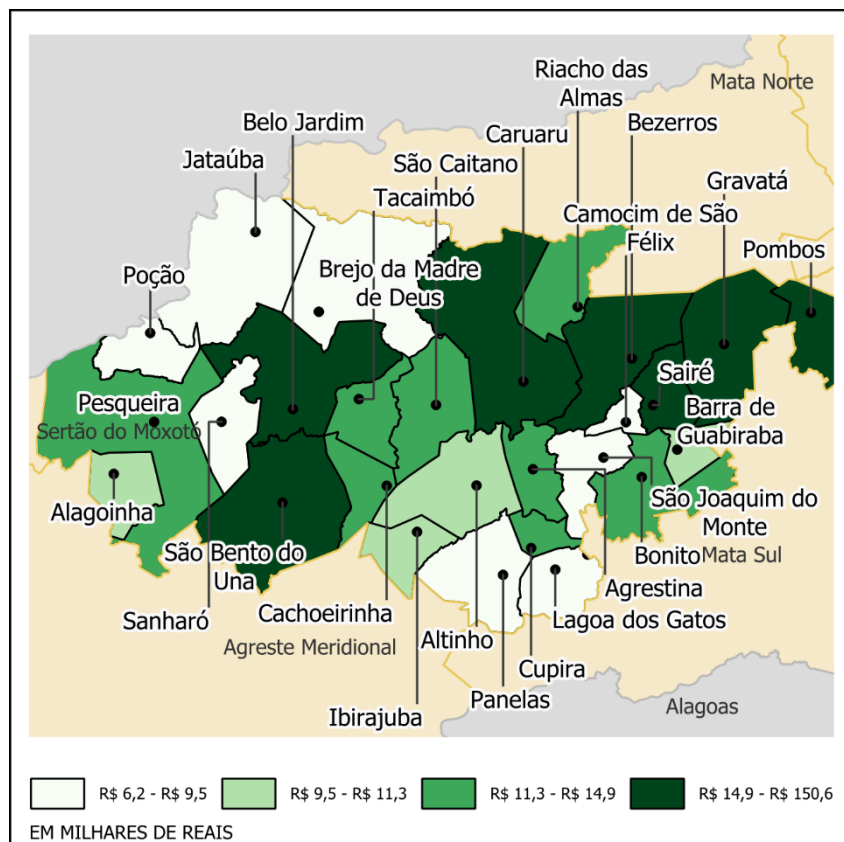 Riacho das
Almas
Mata Norte
Belo Jardim
Caruaru
Bezerros
Jataúba
São Caitano
Gravatá
Tacaimbó
Camocim de São
Félix
Pombos
Poção
Brejo da Madre
de Deus
Sairé
Pesqueira
Sertão do Moxotó
Barra de
Guabiraba
Alagoinha
São Joaquim do
Monte
São Bento do
Una
Bonito
Mata Sul
Agrestina
Sanharó
Cachoeirinha
Lagoa dos Gatos
Agreste Meridional
Altinho
Cupira
Panelas
Ibirajuba
Alagoas
R$ 6,2 - R$ 9,5
R$ 9,5 - R$ 11,3
R$ 11,3 - R$ 14,9
R$ 14,9 - R$ 150,6
EM MILHARES DE REAIS